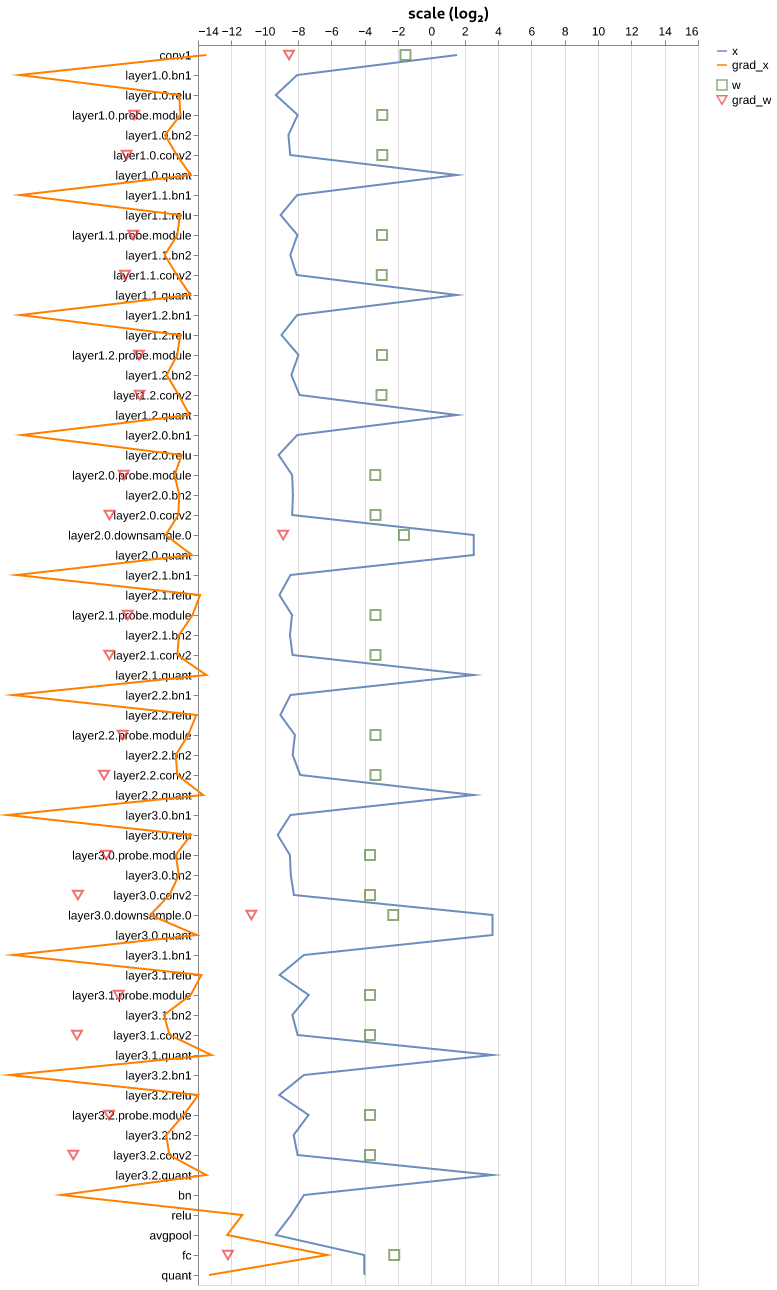 scale (log2)
−14 −12 −10 −8 −6 −4 −2 0 2 4 6 8 10 12 14 16
conv1
layer1.0.bn1
layer1.0.relu
layer1.0.probe.module
layer1.0.bn2
layer1.0.conv2
layer1.0.quant
layer1.1.bn1
layer1.1.relu
layer1.1.probe.module
layer1.1.bn2
layer1.1.conv2
layer1.1.quant
layer1.2.bn1
layer1.2.relu
layer1.2.probe.module
layer1.2.bn2
layer1.2.conv2
layer1.2.quant
layer2.0.bn1
layer2.0.relu
layer2.0.probe.module
layer2.0.bn2
layer2.0.conv2
layer2.0.downsample.0
layer2.0.quant
layer2.1.bn1
layer2.1.relu
layer2.1.probe.module
layer2.1.bn2
layer2.1.conv2
layer2.1.quant
layer2.2.bn1
layer2.2.relu
layer2.2.probe.module
layer2.2.bn2
layer2.2.conv2
layer2.2.quant
layer3.0.bn1
layer3.0.relu
layer3.0.probe.module
layer3.0.bn2
layer3.0.conv2
layer3.0.downsample.0
layer3.0.quant
layer3.1.bn1
layer3.1.relu
layer3.1.probe.module
layer3.1.bn2
layer3.1.conv2
layer3.1.quant
layer3.2.bn1
layer3.2.relu
layer3.2.probe.module
layer3.2.bn2
layer3.2.conv2
layer3.2.quant
bn
relu
avgpool
fc
quant
x
grad_x
w
grad_w